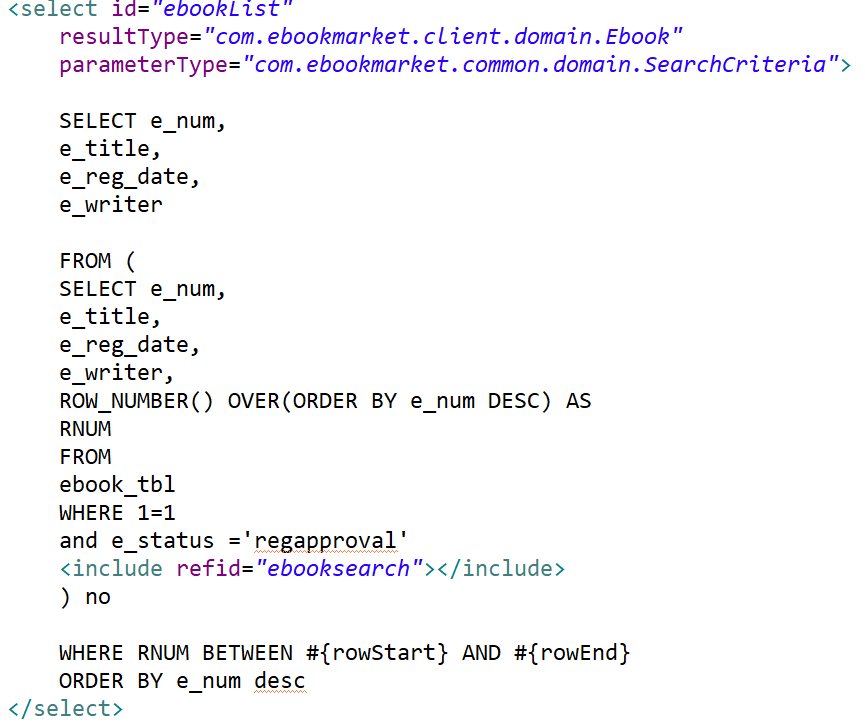 <select id="ebookList"
resultType="com.ebookmarket.client.domain.Ebook"
parameterType="com.ebookmarket.common.domain.SearchCriteria">
SELECT e_num,
e_title,
e_reg_date,
e_writer
FROM (
SELECT e_num,
e_title,
e_reg_date,
e_writer,
ROW_NUMBER() OVER(ORDER BY e_num DESC) AS
RNUM
FROM
ebook_tbl
WHERE 1=1
and e_status ='regapproval'
<include refid="ebooksearch"></include>
) no
WHERE RNUM BETWEEN #{rowStart} AND #{rowEnd}
ORDER BY e_num desc
</select>